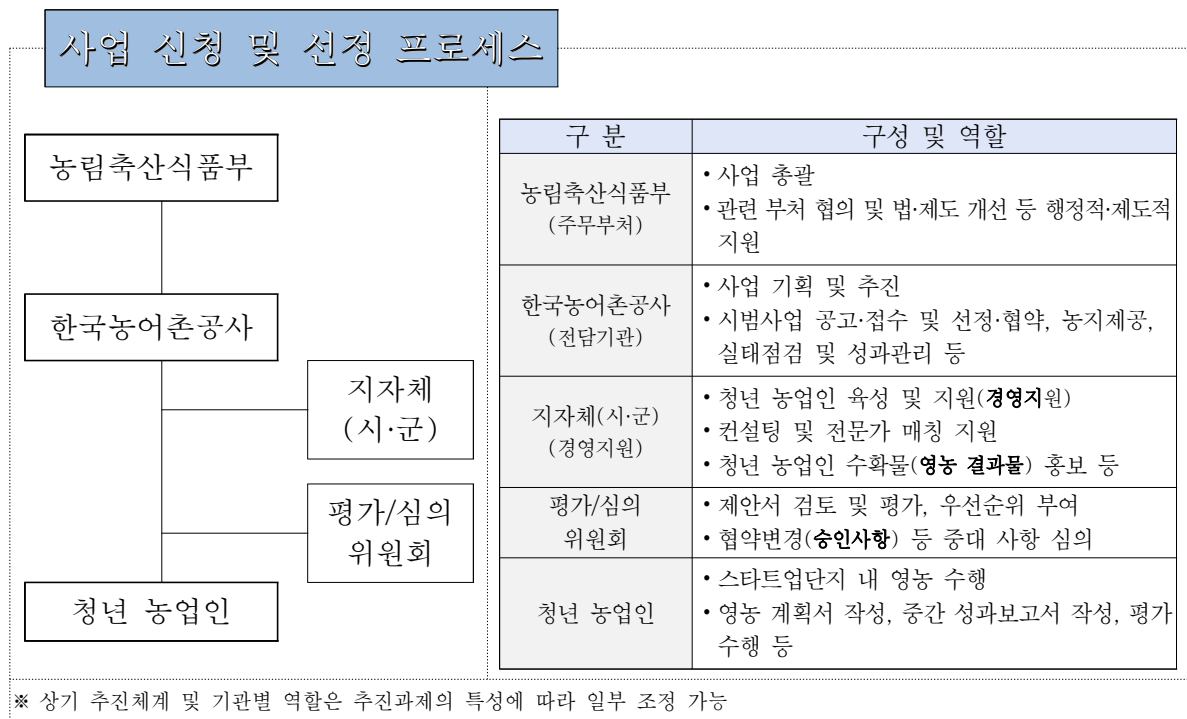 사업 신청 및 선정 프로세스
농림축산식품부
한국농어촌공사
지자체
(시·군)
평가/심의
위원회
청년 농업인
구 분
구성 및 역할
농림축산식품부
(주무부처)
• 사업 총괄
• 관련 부처 협의 및 법·제도 개선 등 행정적·제도적
지원
한국농어촌공사
(전담기관)
• 사업 기획 및 추진
• 시범사업 공고·접수 및 선정·협약, 농지제공,
실태점검 및 성과관리 등
지자체(시·군)
(경영지원)
• 청년 농업인 육성 및 지원(경영지원)
• 컨설팅 및 전문가 매칭 지원
• 청년 농업인 수확물(영농 결과물) 홍보 등
평가/심의
위원회
• 제안서 검토 및 평가, 우선순위 부여
• 협약변경(승인사항) 등 중대 사항 심의
청년 농업인
• 스타트업단지 내 영농 수행
• 영농 계획서 작성, 중간 성과보고서 작성, 평가
수행 등
※ 상기 추진체계 및 기관별 역할은 추진과제의 특성에 따라 일부 조정 가능